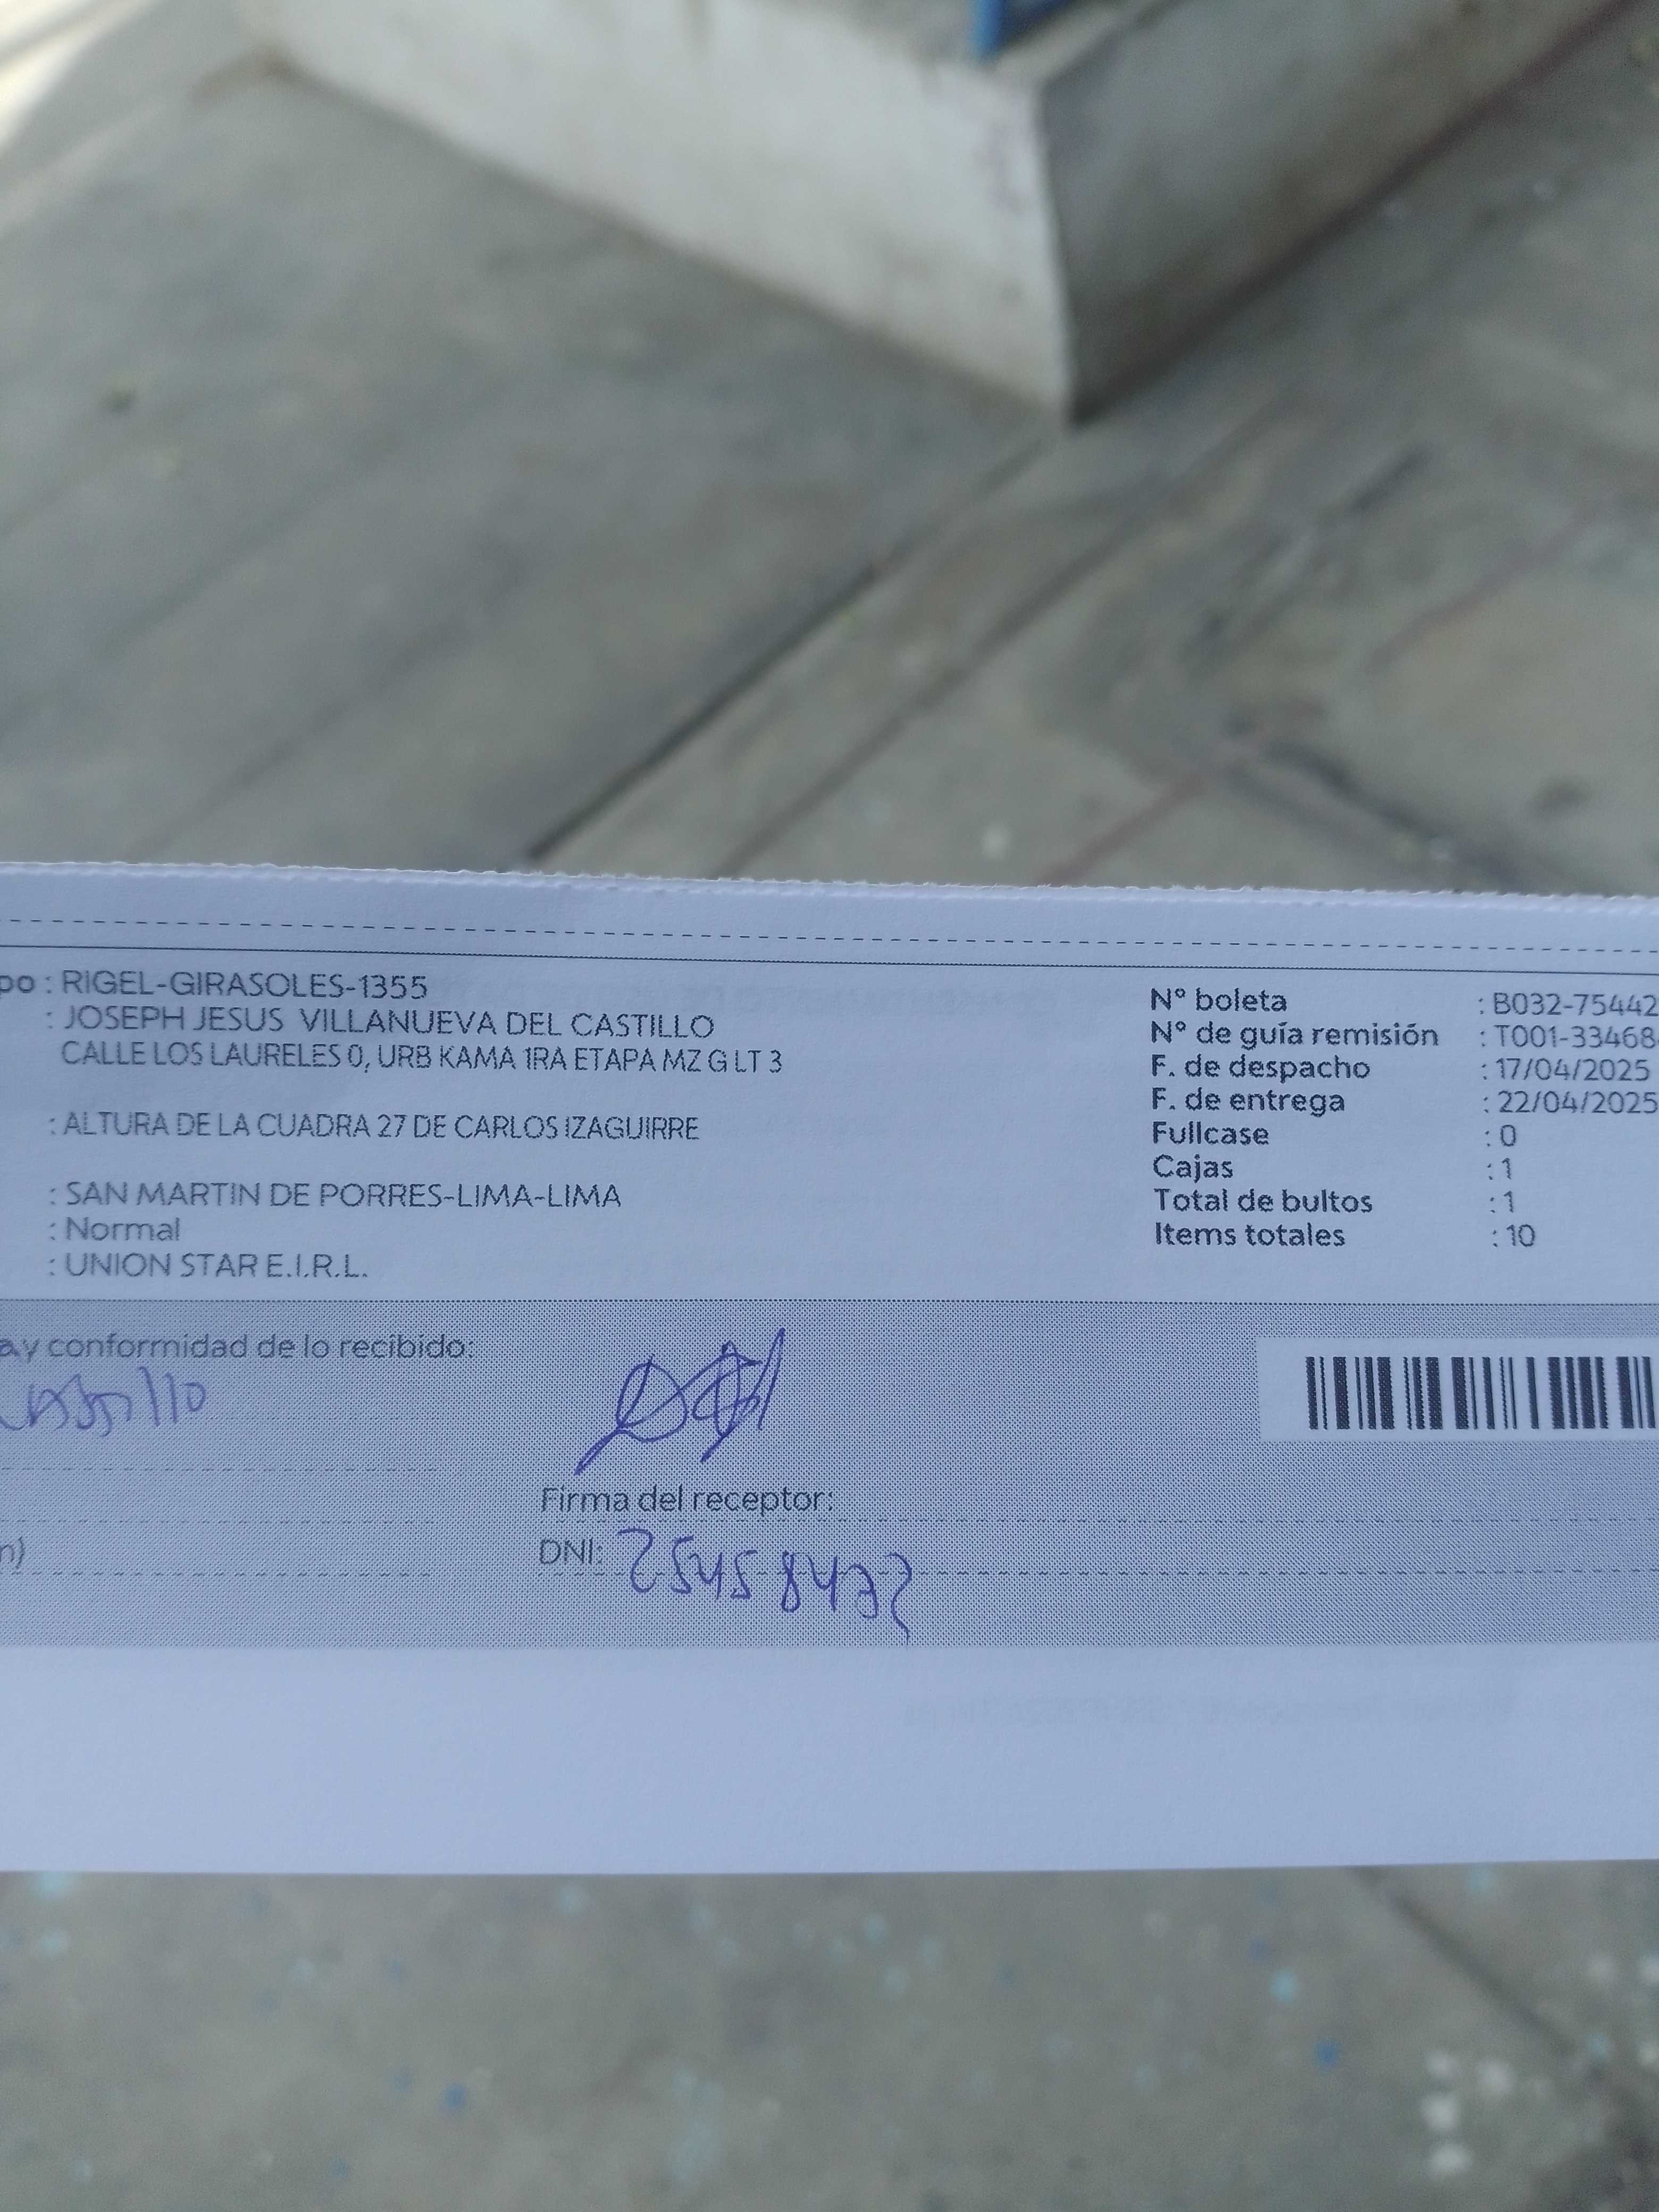 po : RIGEL-GIRASOLES-1355
: JOSEPH JESUS VILLANUEVA DEL CASTILLO
CALLE LOS LAURELES 0, URB KAMA 1RA ETAPA MZ G LT 3
: ALTURA DE LA CUADRA 27 DE CARLOS IZAGUIRRE
: SAN MARTIN DE PORRES-LIMA-LIMA
: Normal
: UNION STAR E.I.R.L.
N° boleta : B032-75442
N° de guía remisión : T001-33468
F. de despacho : 17/04/2025
F. de entrega : 22/04/2025
Fullcase : 0
Cajas : 1
Total de bultos : 1
Items totales : 10
a y conformidad de lo recibido:
Firma del receptor:
DNI:
n)